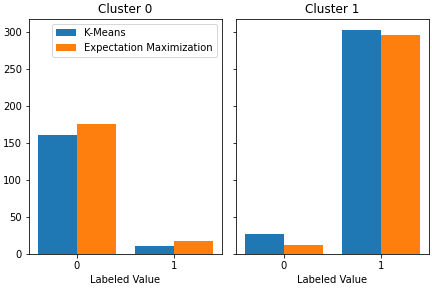 Cluster 0
Cluster 1
K-Means
Expectation Maximization
300
250
200
150
100
50
0
0 1
0 1
Labeled Value
Labeled Value